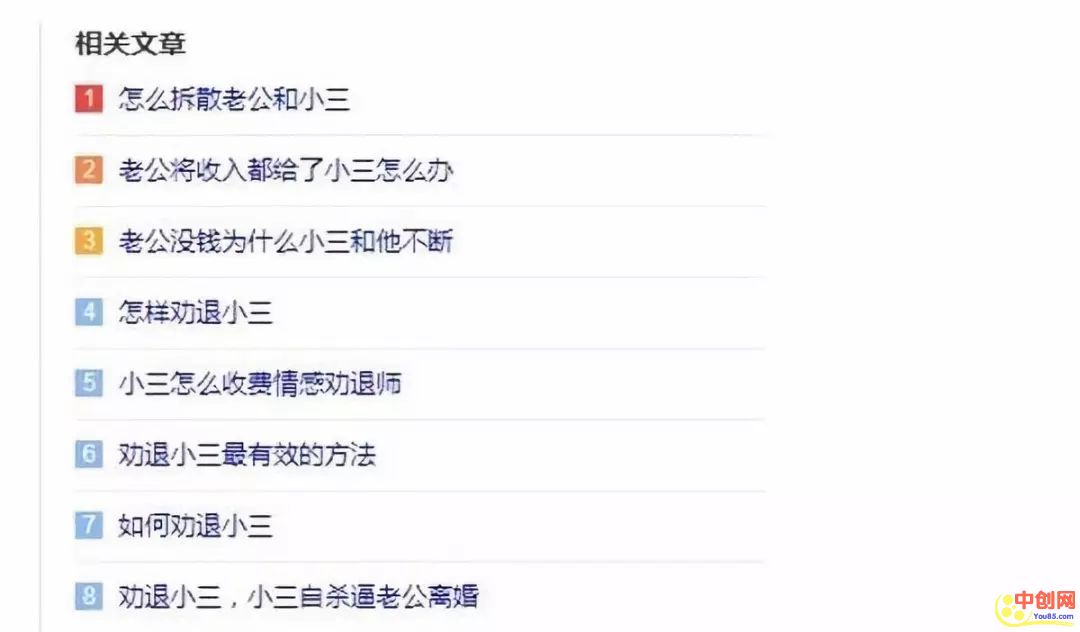 相关文章
1 怎么拆散老公和小三
2 老公将收入都给了小三怎么办
3 老公没钱为什么小三和他不断
4 怎样劝退小三
5 小三怎么收费情感劝退师
6 劝退小三最有效的方法
7 如何劝退小三
8 劝退小三，小三自杀逼老公离婚
中创网
You85.com